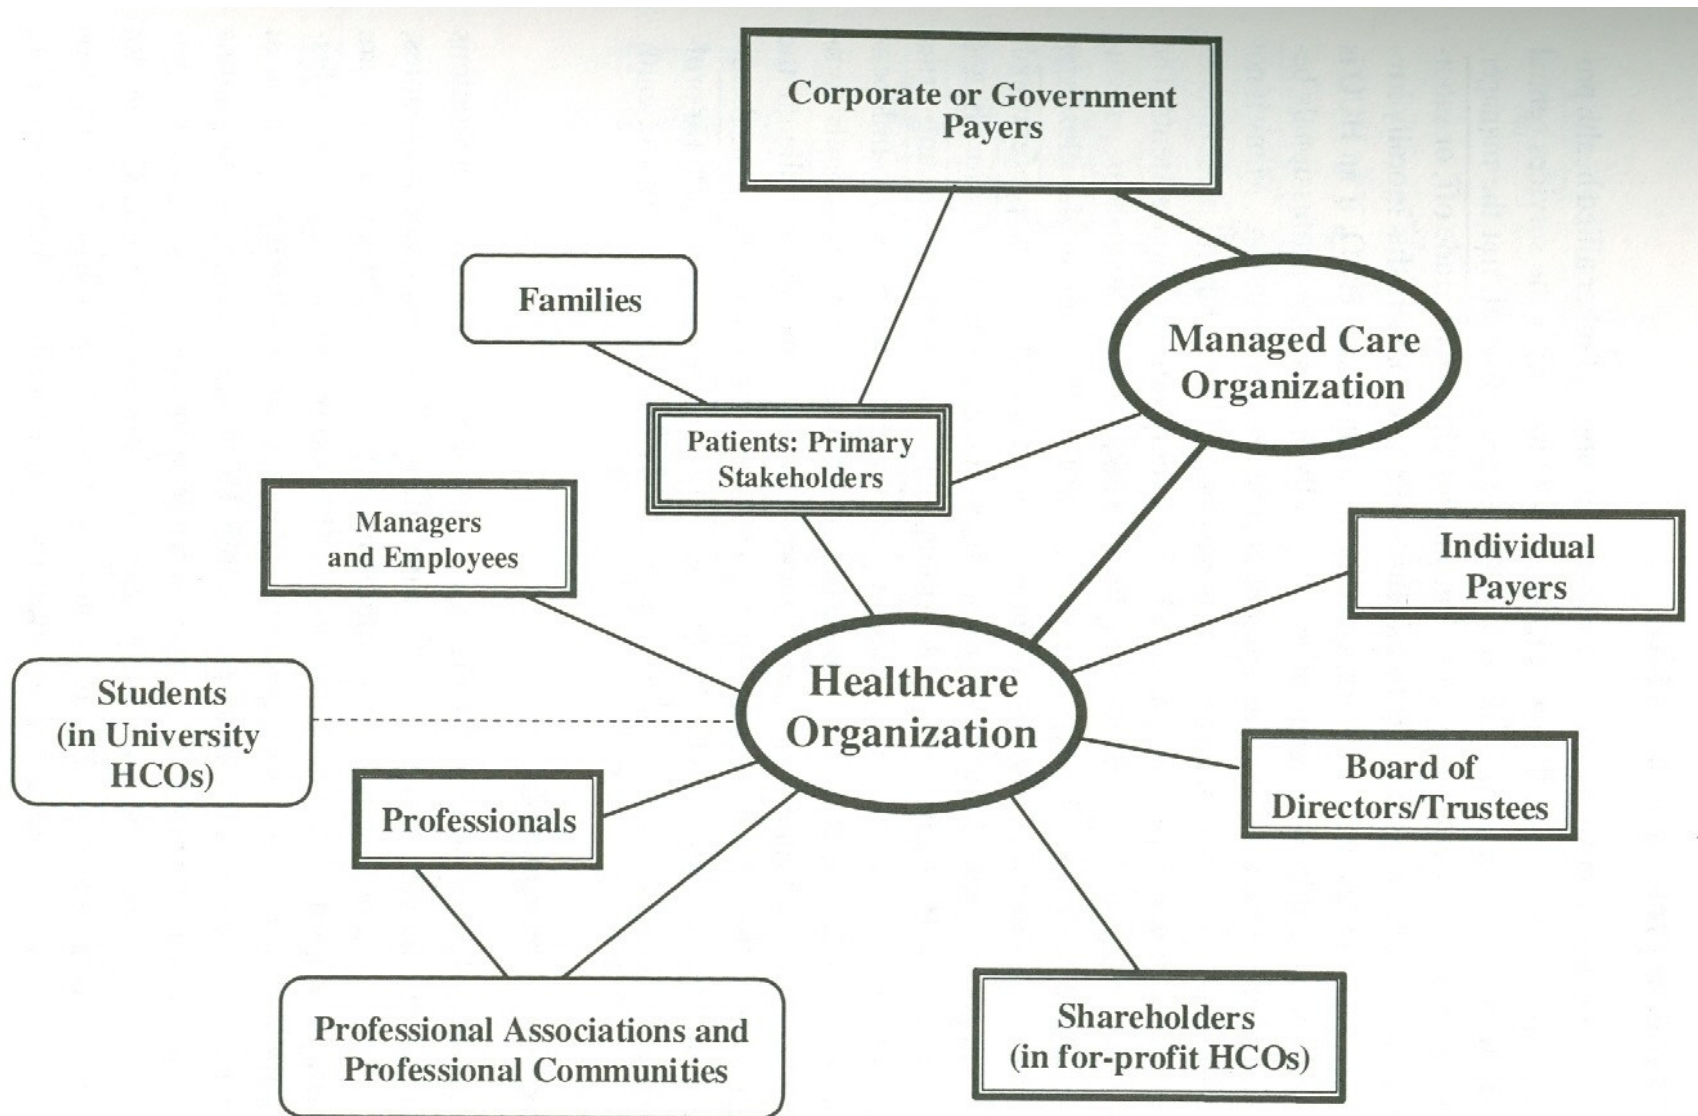 Corporate or Government
Payers
Families
Managed Care
Organization
Patients: Primary
Stakeholders
Managers
and Employees
Individual
Payers
Healthcare
Organization
Students
(in University
HCOs)
Board of
Directors/Trustees
Professionals
Professional Associations and
Professional Communities
Shareholders
(in for-profit HCOs)